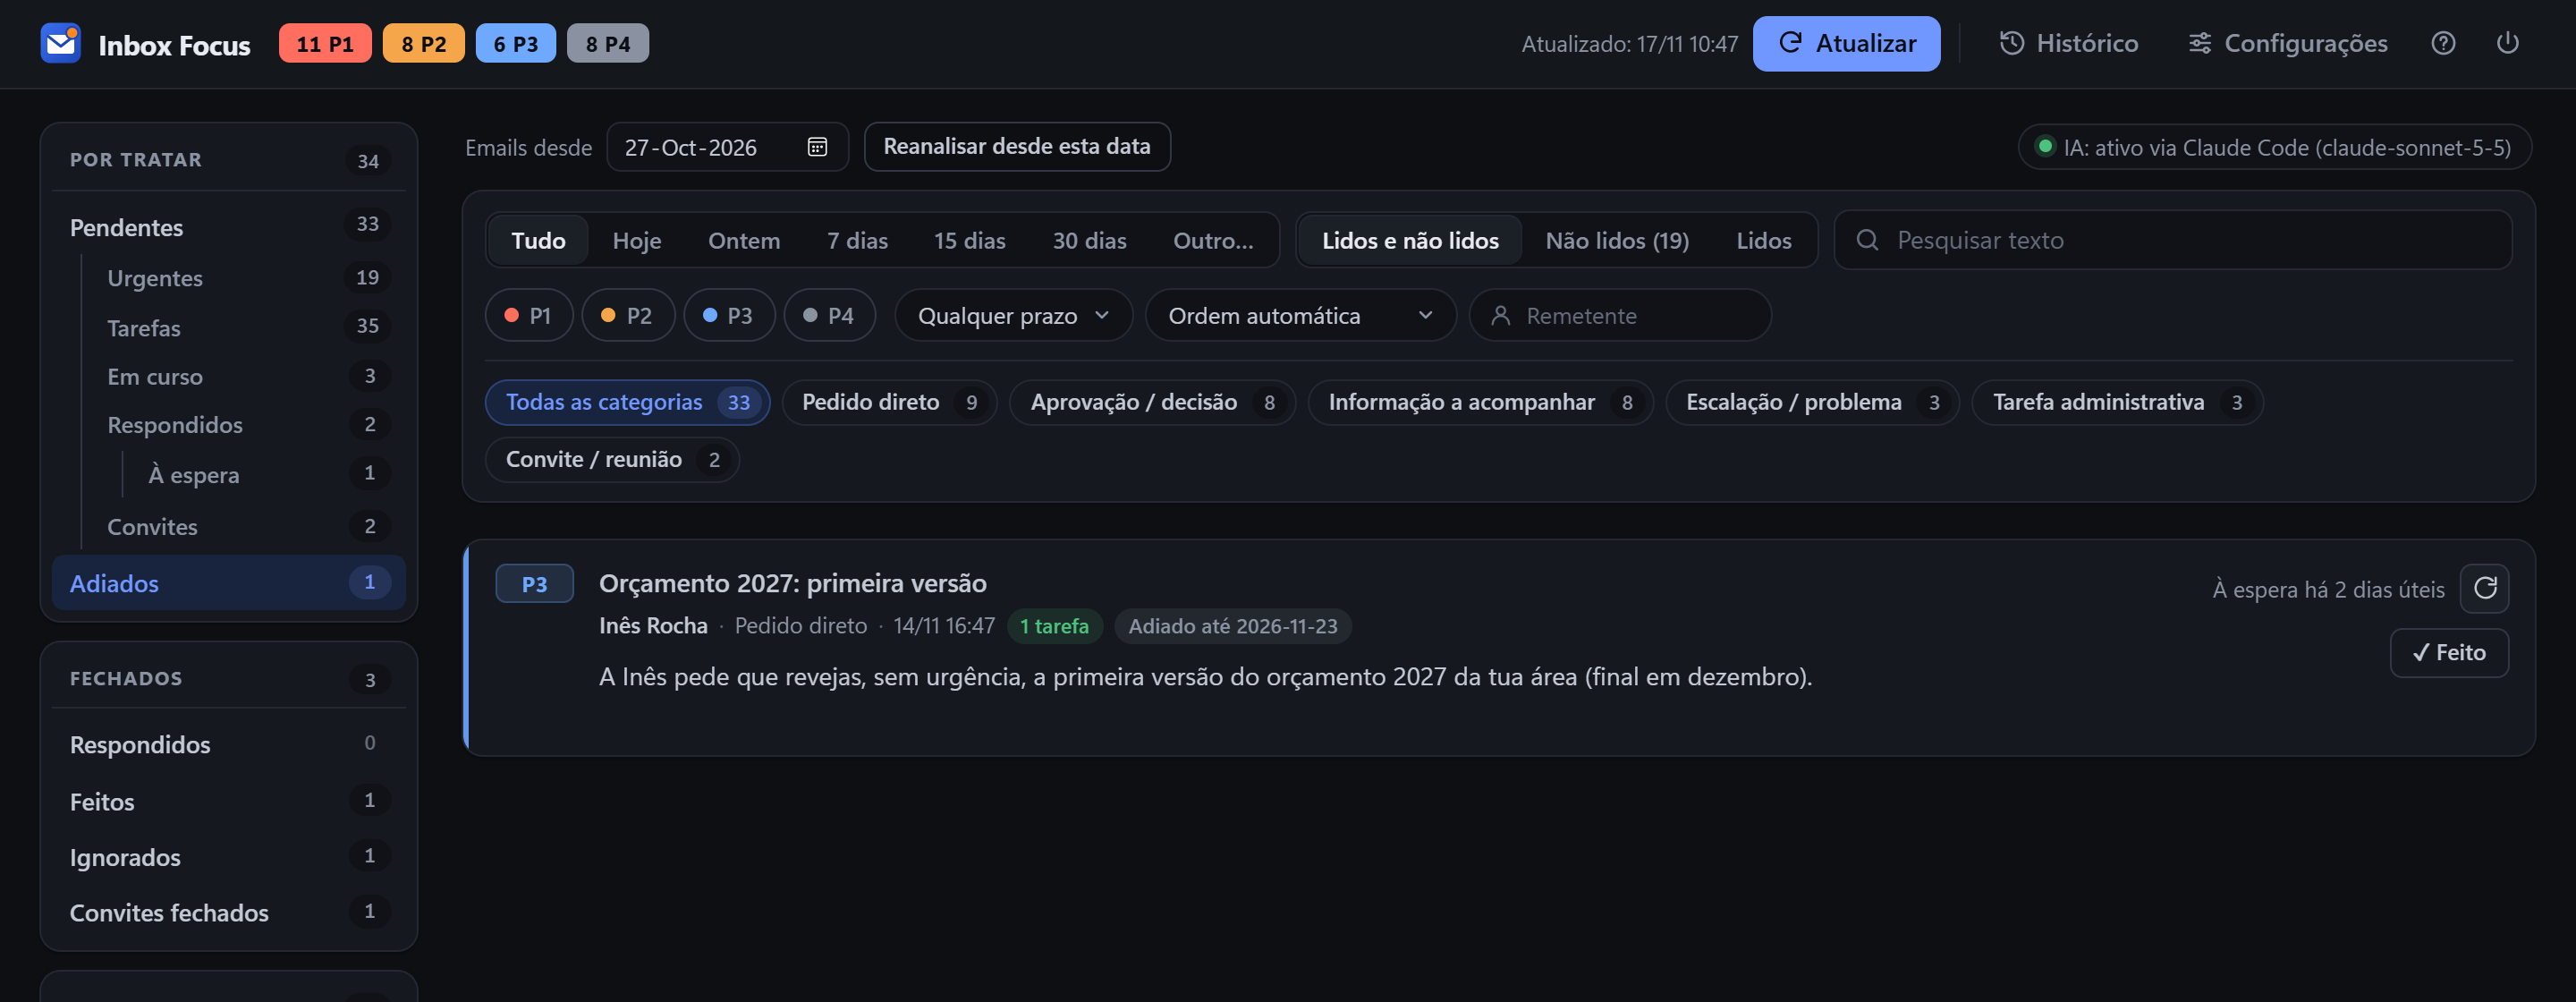 Inbox Focus 11 P1 8 P2 6 P3 8 P4 Atualizado: 17/11 10:47 Atualizar Histórico Configurações
POR TRATAR 34
Pendentes 33
Urgentes 19
Tarefas 35
Em curso 3
Respondidos 2
À espera 1
Convites 2
Adiados 1
FECHADOS 3
Respondidos 0
Feitos 1
Ignorados 1
Convites fechados 1
Emails desde 27-Oct-2026 Reanalisar desde esta data IA: ativo via Claude Code (claude-sonnet-5-5)
Tudo Hoje Ontem 7 dias 15 dias 30 dias Outro... Lidos e não lidos Não lidos (19) Lidos Pesquisar texto
P1 P2 P3 P4 Qualquer prazo Ordem automática Remetente
Todas as categorias 33 Pedido direto 9 Aprovação / decisão 8 Informação a acompanhar 8 Escalação / problema 3 Tarefa administrativa 3
Convite / reunião 2
P3 Orçamento 2027: primeira versão À espera há 2 dias úteis
Inês Rocha · Pedido direto · 14/11 16:47 1 tarefa Adiado até 2026-11-23
✓ Feito
A Inês pede que revejas, sem urgência, a primeira versão do orçamento 2027 da tua área (final em dezembro).